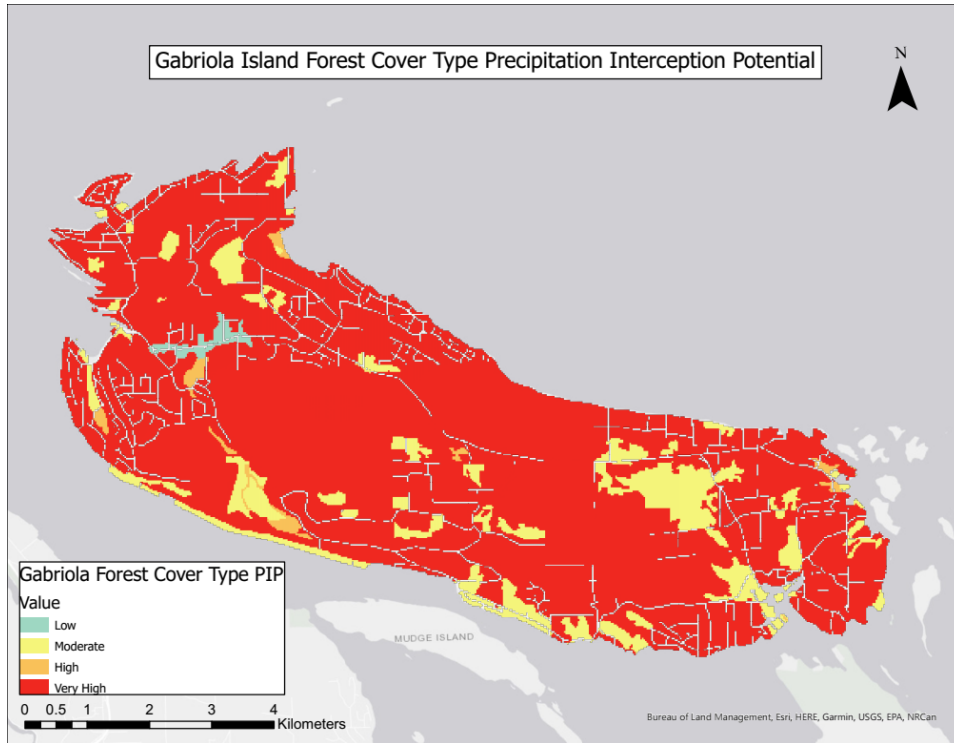 Gabriola Island Forest Cover Type Precipitation Interception Potential
N
MUDGE ISLAND
Gabriola Forest Cover Type PIP
Value
Low
Moderate
High
Very High
0 0.5 1 2 3 4
Kilometers
Bureau of Land Management, Esri, HERE, Garmin, USGS, EPA, NRCan